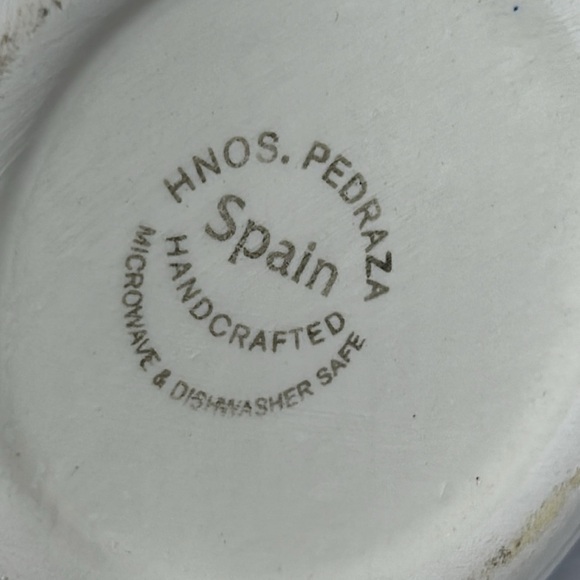 HNOS. PEDRAZA
Spain
HANDCRAFTED
MICROWAVE & DISHWASHER SAFE